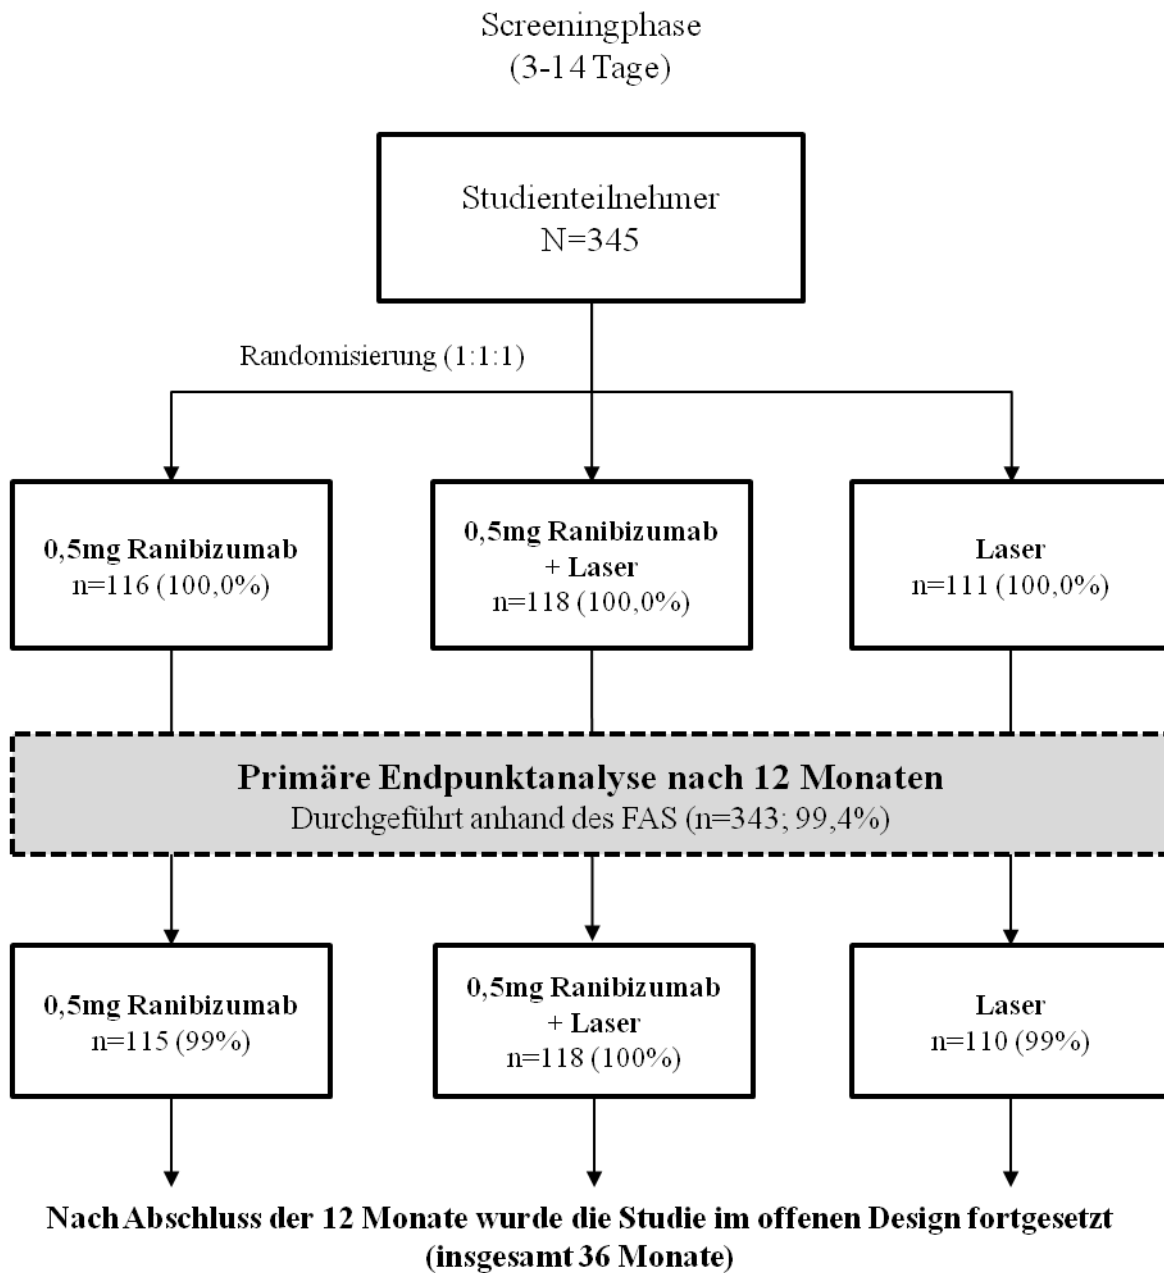 Screeningphase
(3-14 Tage)
Studienteilnehmer
N=345
Randomisierung (1:1:1)
0,5mg Ranibizumab
n=116 (100,0%)
0,5mg Ranibizumab
+ Laser
n=118 (100,0%)
Laser
n=111 (100,0%)
Primäre Endpunktanalyse nach 12 Monaten
Durchgeführt anhand des FAS (n=343; 99,4%)
0,5mg Ranibizumab
n=115 (99%)
0,5mg Ranibizumab
+ Laser
n=118 (100%)
Laser
n=110 (99%)
Nach Abschluss der 12 Monate wurde die Studie im offenen Design fortgesetzt
(insgesamt 36 Monate)